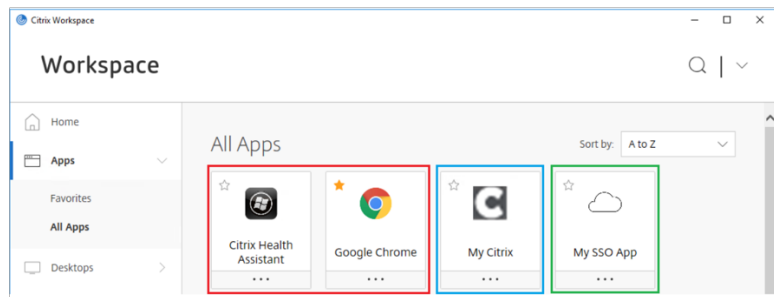 Citrix Workspace
Workspace
Home
Apps
Favorites
All Apps
Desktops
All Apps
Sort by: A to Z
Citrix Health
Assistant
Google Chrome
My Citrix
My SSO App